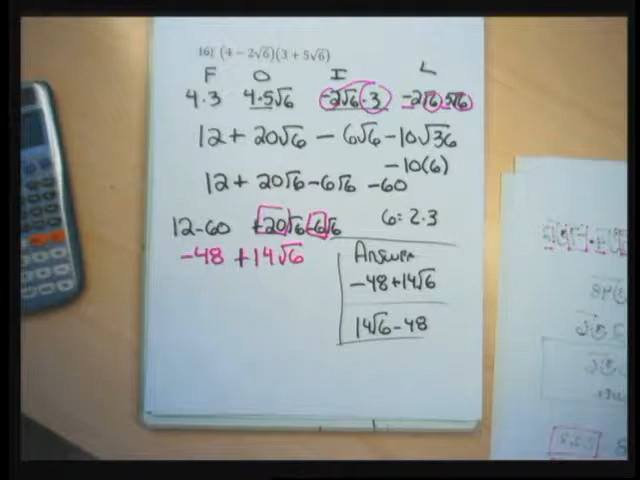 16) (4 − 2√6)(3 + 5√6)
F O I L
4·3 4·5√6 −2√6·3 −2√6·5√6
12 + 20√6 − 6√6 − 10√36
−10(6)
12 + 20√6 − 6√6 − 60
12−60 +20√6 −6√6 6: 2·3
−48 + 14√6
Answer
−48+14√6
14√6−48